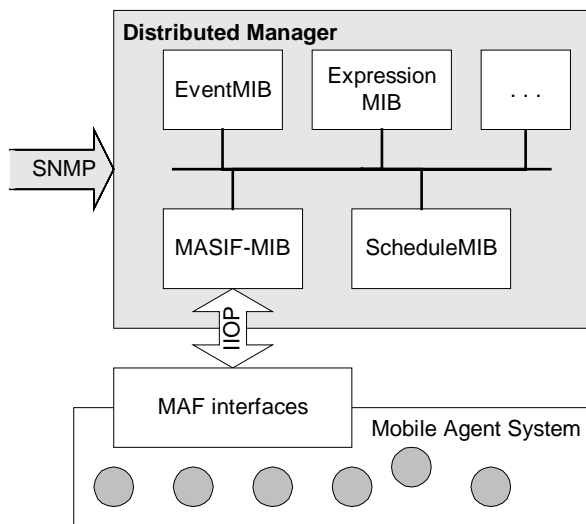 Distributed Manager
EventMIB
Expression
MIB
. . .
SNMP
MASIF-MIB
ScheduleMIB
IIOP
MAF interfaces
Mobile Agent System